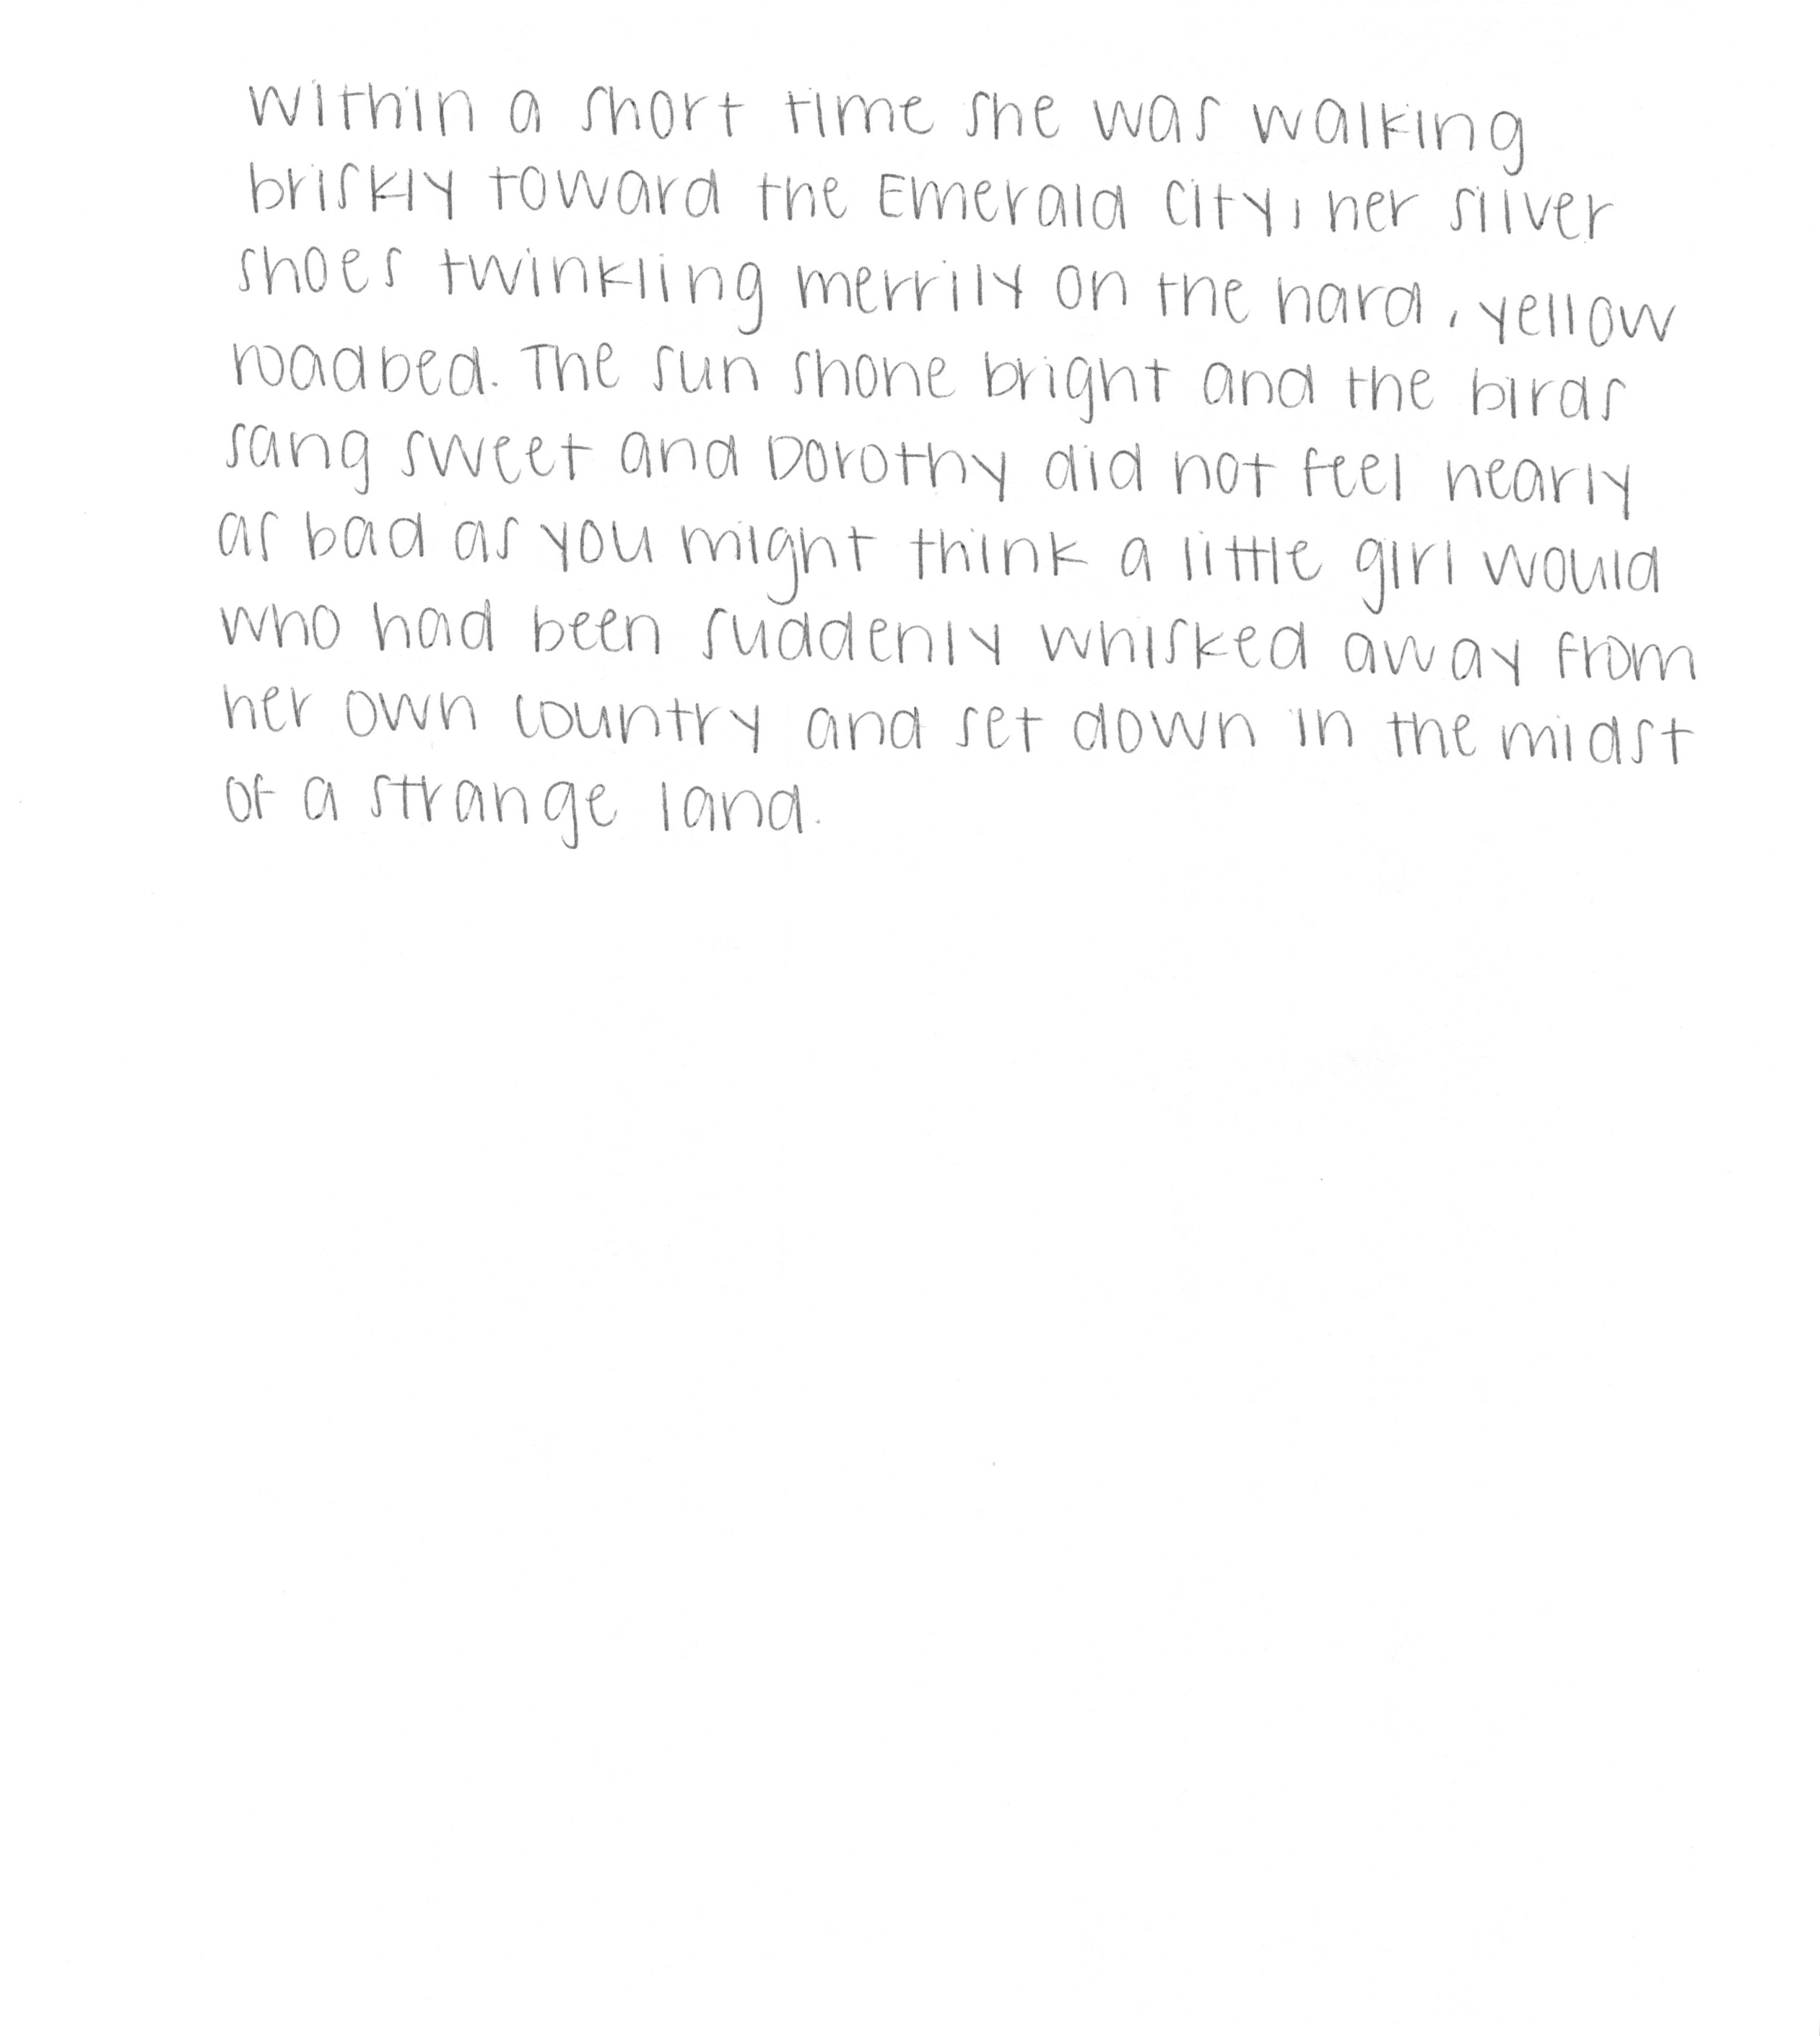 Within a short time she was walking
briskly toward the Emerald City, her silver
shoes twinkling merrily on the hard, yellow
roadbed. The sun shone bright and the birds
sang sweet and Dorothy did not feel nearly
as bad as you might think a little girl would
who had been suddenly whisked away from
her own country and set down in the midst
of a strange land.